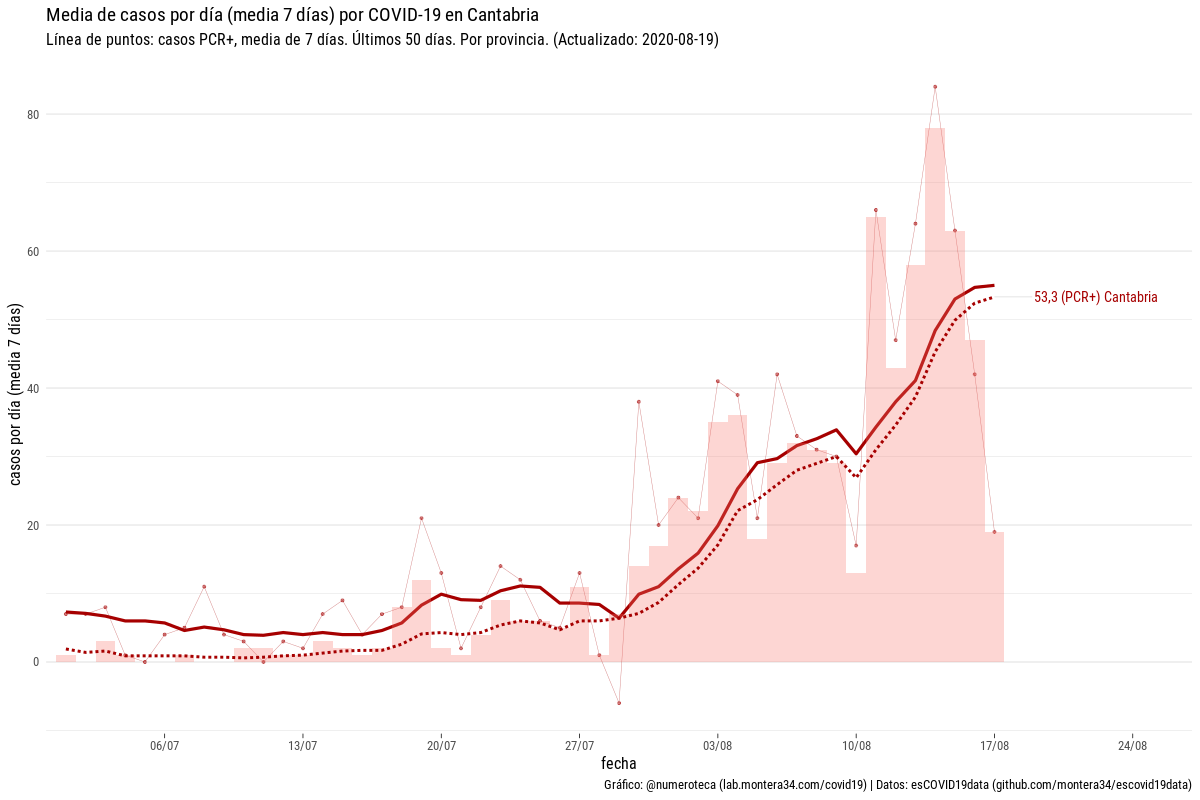 Media de casos por día (media 7 días) por COVID-19 en Cantabria
Línea de puntos: casos PCR+, media de 7 días. Últimos 50 días. Por provincia. (Actualizado: 2020-08-19)
casos por día (media 7 días)
80
60
40
20
0
53,3 (PCR+) Cantabria
06/07
13/07
20/07
27/07
03/08
10/08
17/08
24/08
fecha
Gráfico: @numeroteca (lab.montera34.com/covid19) | Datos: esCOVID19data (github.com/montera34/escovid19data)